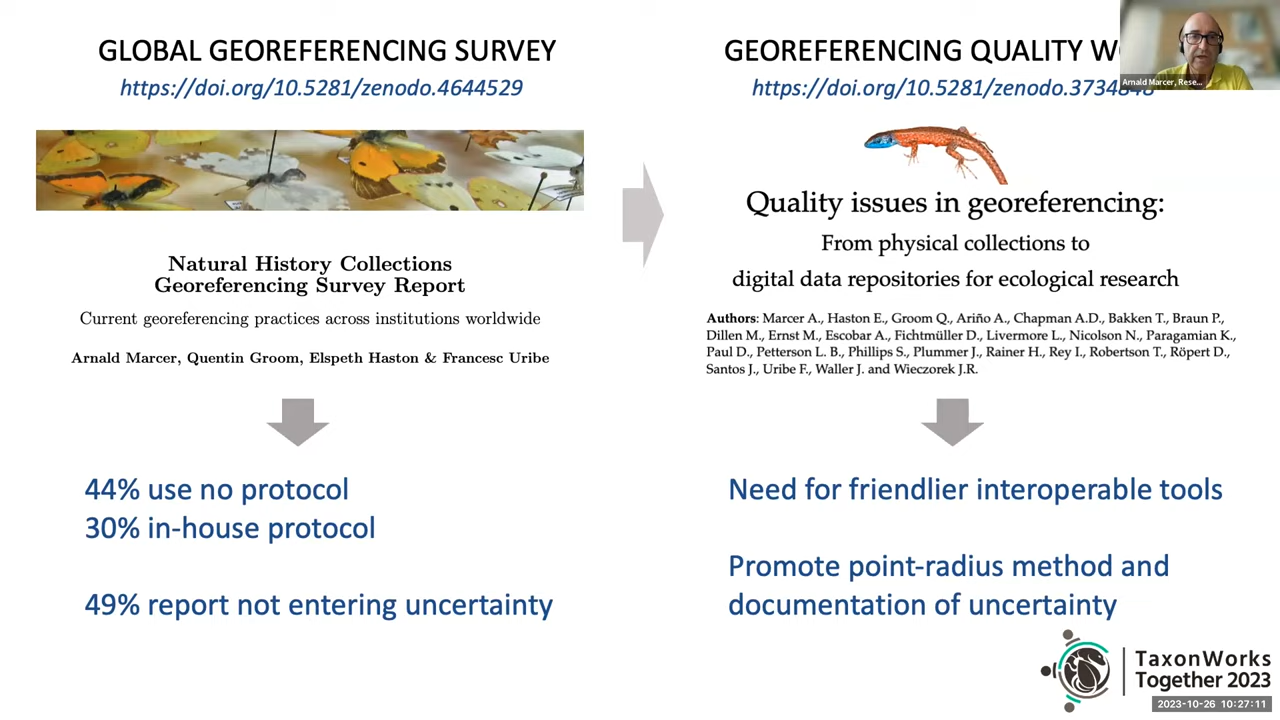 GLOBAL GEOREFERENCING SURVEY
https://doi.org/10.5281/zenodo.4644529
Natural History Collections
Georeferencing Survey Report
Current georeferencing practices across institutions worldwide
Arnald Marcer, Quentin Groom, Elspeth Haston & Francesc Uribe
44% use no protocol
30% in-house protocol
49% report not entering uncertainty
GEOREFERENCING QUALITY
https://doi.org/10.5281/zenodo.3734848
Arnald Marcer, Rese...
Quality issues in georeferencing:
From physical collections to
digital data repositories for ecological research
Authors: Marcer A., Haston E., Groom Q., Ariño A., Chapman A.D., Bakken T., Braun P.,
Dillen M., Ernst M., Escobar A., Fichtmüller D., Livermore L., Nicolson N., Paragamian K.,
Paul D., Petterson L. B., Phillips S., Plummer J., Rainer H., Rey I., Robertson T., Röpert D.,
Santos J., Uribe F., Waller J. and Wieczorek J.R.
Need for friendlier interoperable tools
Promote point-radius method and
documentation of uncertainty
TaxonWorks
Together 2023
2023-10-26 10:27:11